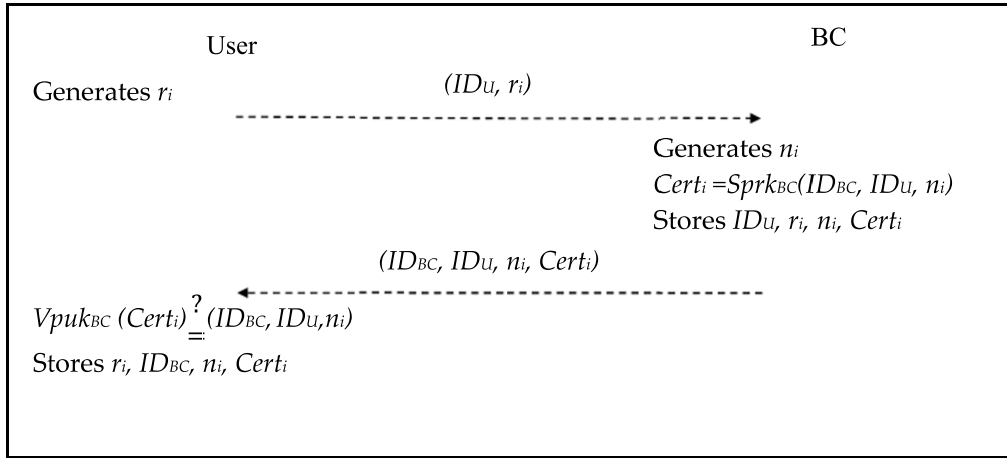 User
BC
Generates ri
(IDU, ri)
Generates ni
Certi =SprkBC(IDBC, IDU, ni)
Stores IDU, ri, ni, Certi
(IDBC, IDU, ni, Certi)
VpukBC (Certi) ?= (IDBC, IDU,ni)
Stores ri, IDBC, ni, Certi